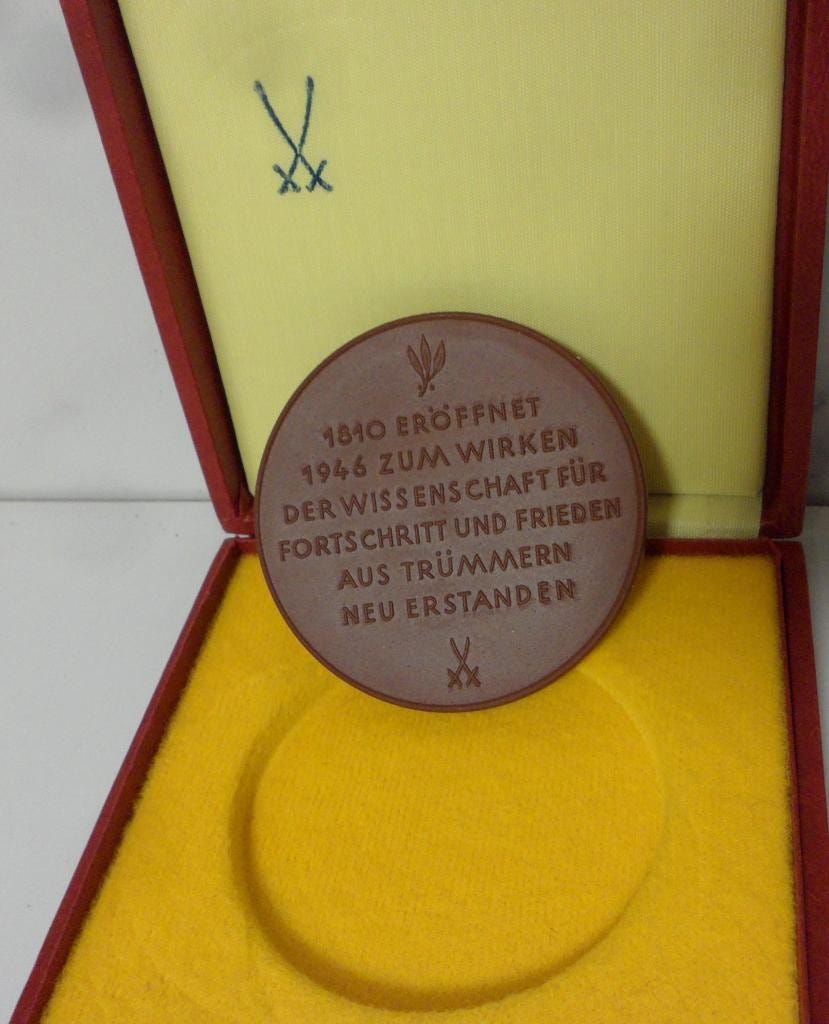 1810 ERÖFFNET
1946 ZUM WIRKEN
DER WISSENSCHAFT FÜR
FORTSCHRITT UND FRIEDEN
AUS TRÜMMERN
NEU ERSTANDEN